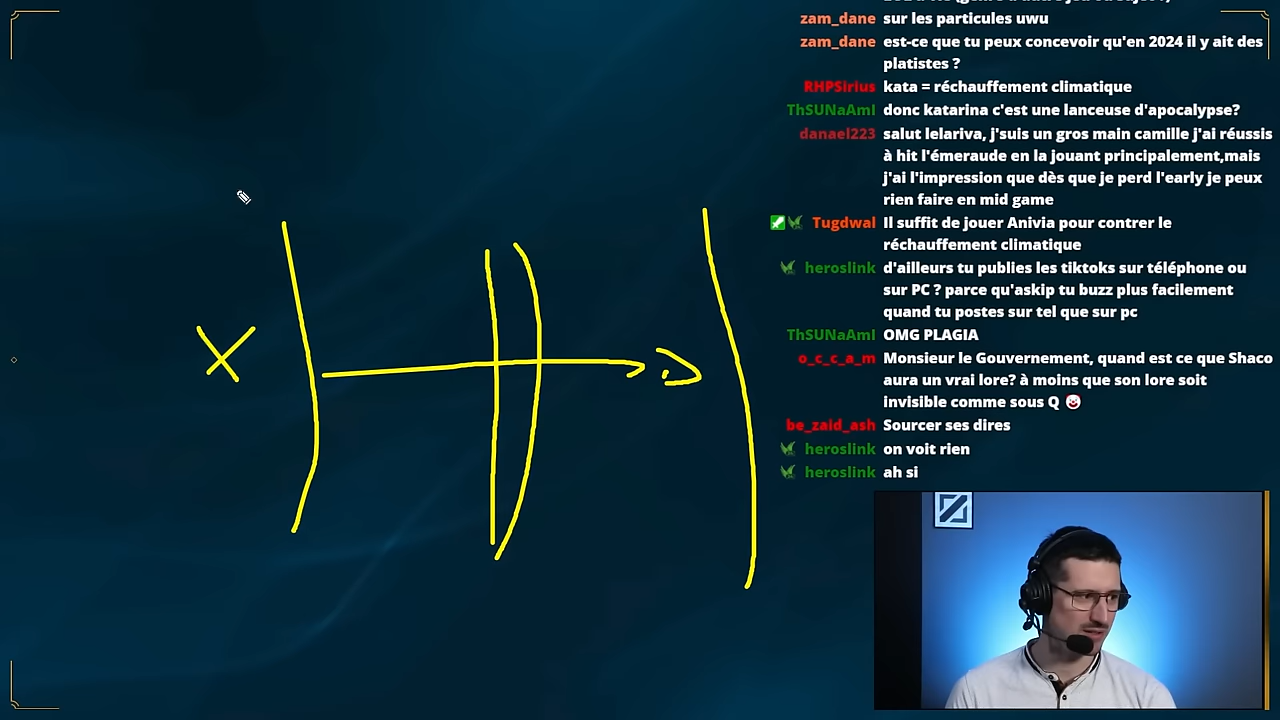 zam_dane sur les particules uwu
zam_dane est-ce que tu peux concevoir qu'en 2024 il y ait des
platistes ?
RHPSirius kata = réchauffement climatique
ThSUNaAmI donc katarina c'est une lanceuse d'apocalypse?
danael223 salut lelariva, j'suis un gros main camille j'ai réussis
à hit l'émeraude en la jouant principalement,mais
j'ai l'impression que dès que je perd l'early je peux
rien faire en mid game
Tugdwal Il suffit de jouer Anivia pour contrer le
réchauffement climatique
heroslink d'ailleurs tu publies les tiktoks sur téléphone ou
sur PC ? parce qu'askip tu buzz plus facilement
quand tu postes sur tel que sur pc
ThSUNaAmI OMG PLAGIA
o_c_c_a_m Monsieur le Gouvernement, quand est ce que Shaco
aura un vrai lore? à moins que son lore soit
invisible comme sous Q
be_zaid_ash Sourcer ses dires
heroslink on voit rien
heroslink ah si
X